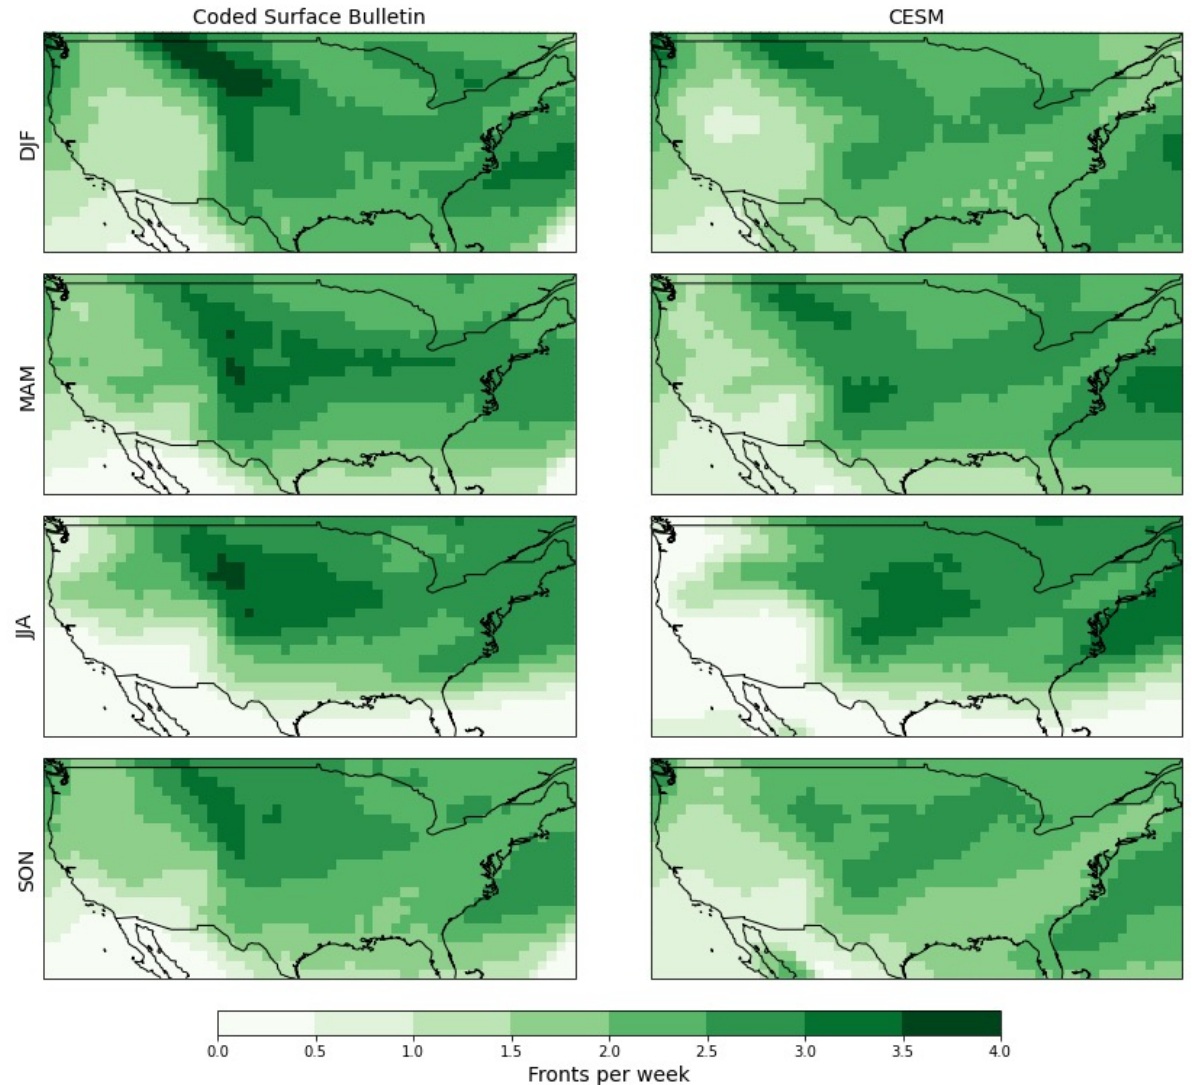 Coded Surface Bulletin
CESM
DJF
MAM
JJA
SON
0.0 0.5 1.0 1.5 2.0 2.5 3.0 3.5 4.0
Fronts per week